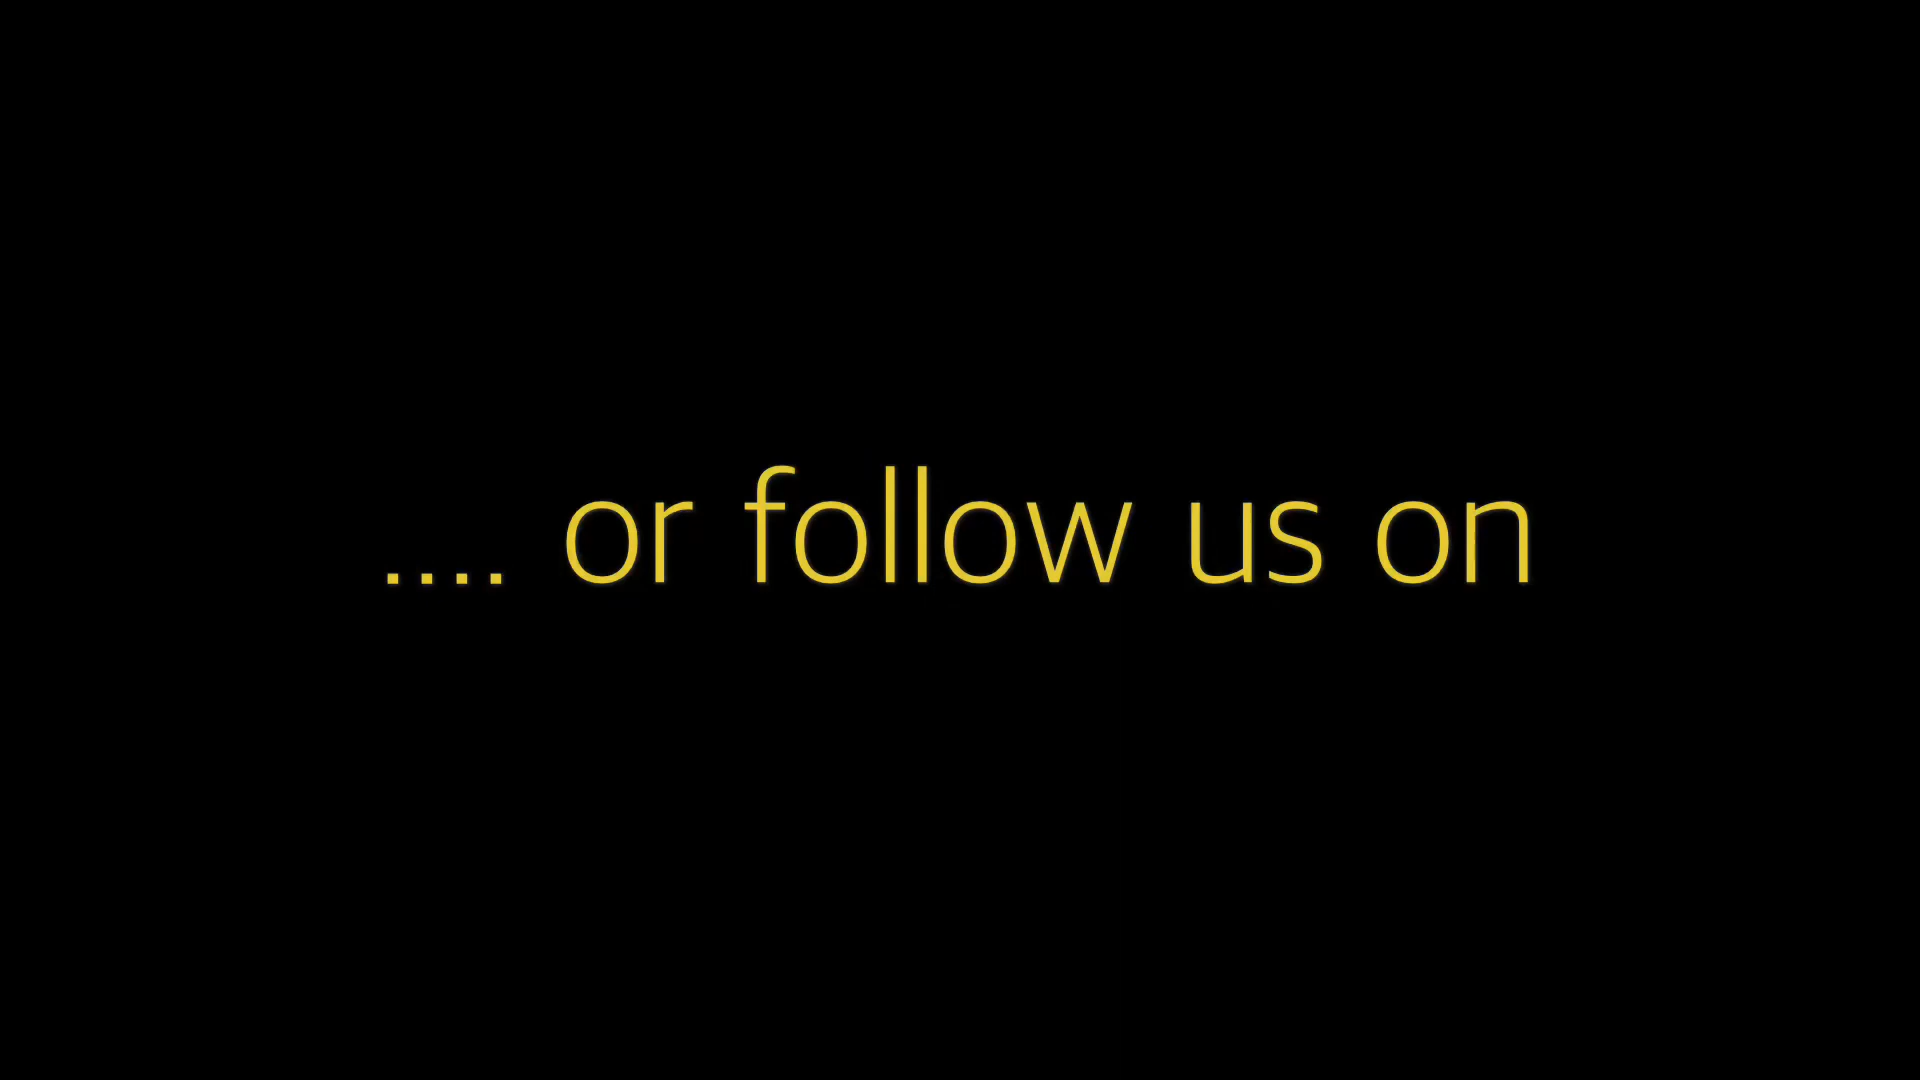 .... or follow us on